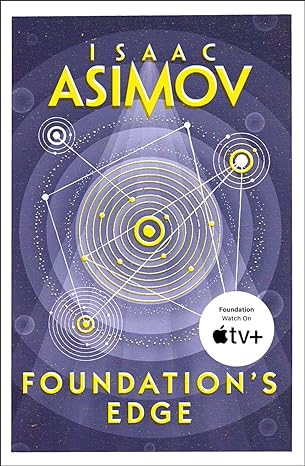 ISAAC
ASIMOV
Foundation
Watch On
tv+
FOUNDATION'S
EDGE